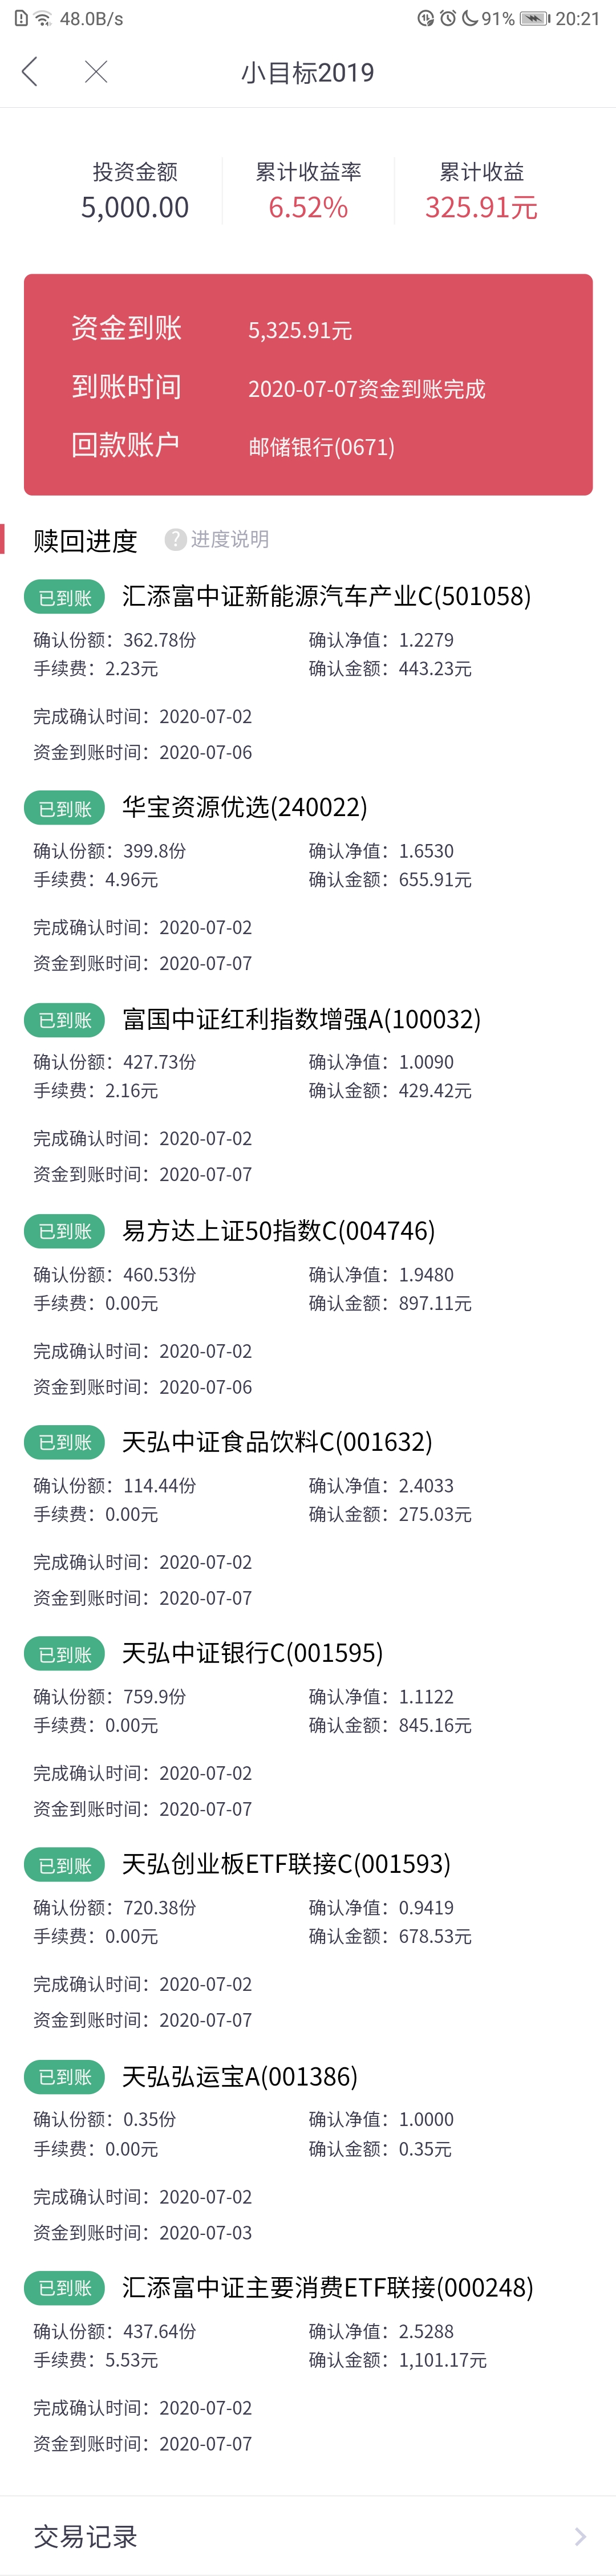 48.0B/s 91% 20:21
小目标2019
投资金额 累计收益率 累计收益
5,000.00 6.52% 325.91元
资金到账 5,325.91元
到账时间 2020-07-07资金到账完成
回款账户 邮储银行(0671)
赎回进度 ? 进度说明
已到账 汇添富中证新能源汽车产业C(501058)
确认份额：362.78份 确认净值：1.2279
手续费：2.23元 确认金额：443.23元
完成确认时间：2020-07-02
资金到账时间：2020-07-06
已到账 华宝资源优选(240022)
确认份额：399.8份 确认净值：1.6530
手续费：4.96元 确认金额：655.91元
完成确认时间：2020-07-02
资金到账时间：2020-07-07
已到账 富国中证红利指数增强A(100032)
确认份额：427.73份 确认净值：1.0090
手续费：2.16元 确认金额：429.42元
完成确认时间：2020-07-02
资金到账时间：2020-07-07
已到账 易方达上证50指数C(004746)
确认份额：460.53份 确认净值：1.9480
手续费：0.00元 确认金额：897.11元
完成确认时间：2020-07-02
资金到账时间：2020-07-06
已到账 天弘中证食品饮料C(001632)
确认份额：114.44份 确认净值：2.4033
手续费：0.00元 确认金额：275.03元
完成确认时间：2020-07-02
资金到账时间：2020-07-07
已到账 天弘中证银行C(001595)
确认份额：759.9份 确认净值：1.1122
手续费：0.00元 确认金额：845.16元
完成确认时间：2020-07-02
资金到账时间：2020-07-07
已到账 天弘创业板ETF联接C(001593)
确认份额：720.38份 确认净值：0.9419
手续费：0.00元 确认金额：678.53元
完成确认时间：2020-07-02
资金到账时间：2020-07-07
已到账 天弘弘运宝A(001386)
确认份额：0.35份 确认净值：1.0000
手续费：0.00元 确认金额：0.35元
完成确认时间：2020-07-02
资金到账时间：2020-07-03
已到账 汇添富中证主要消费ETF联接(000248)
确认份额：437.64份 确认净值：2.5288
手续费：5.53元 确认金额：1,101.17元
完成确认时间：2020-07-02
资金到账时间：2020-07-07
交易记录